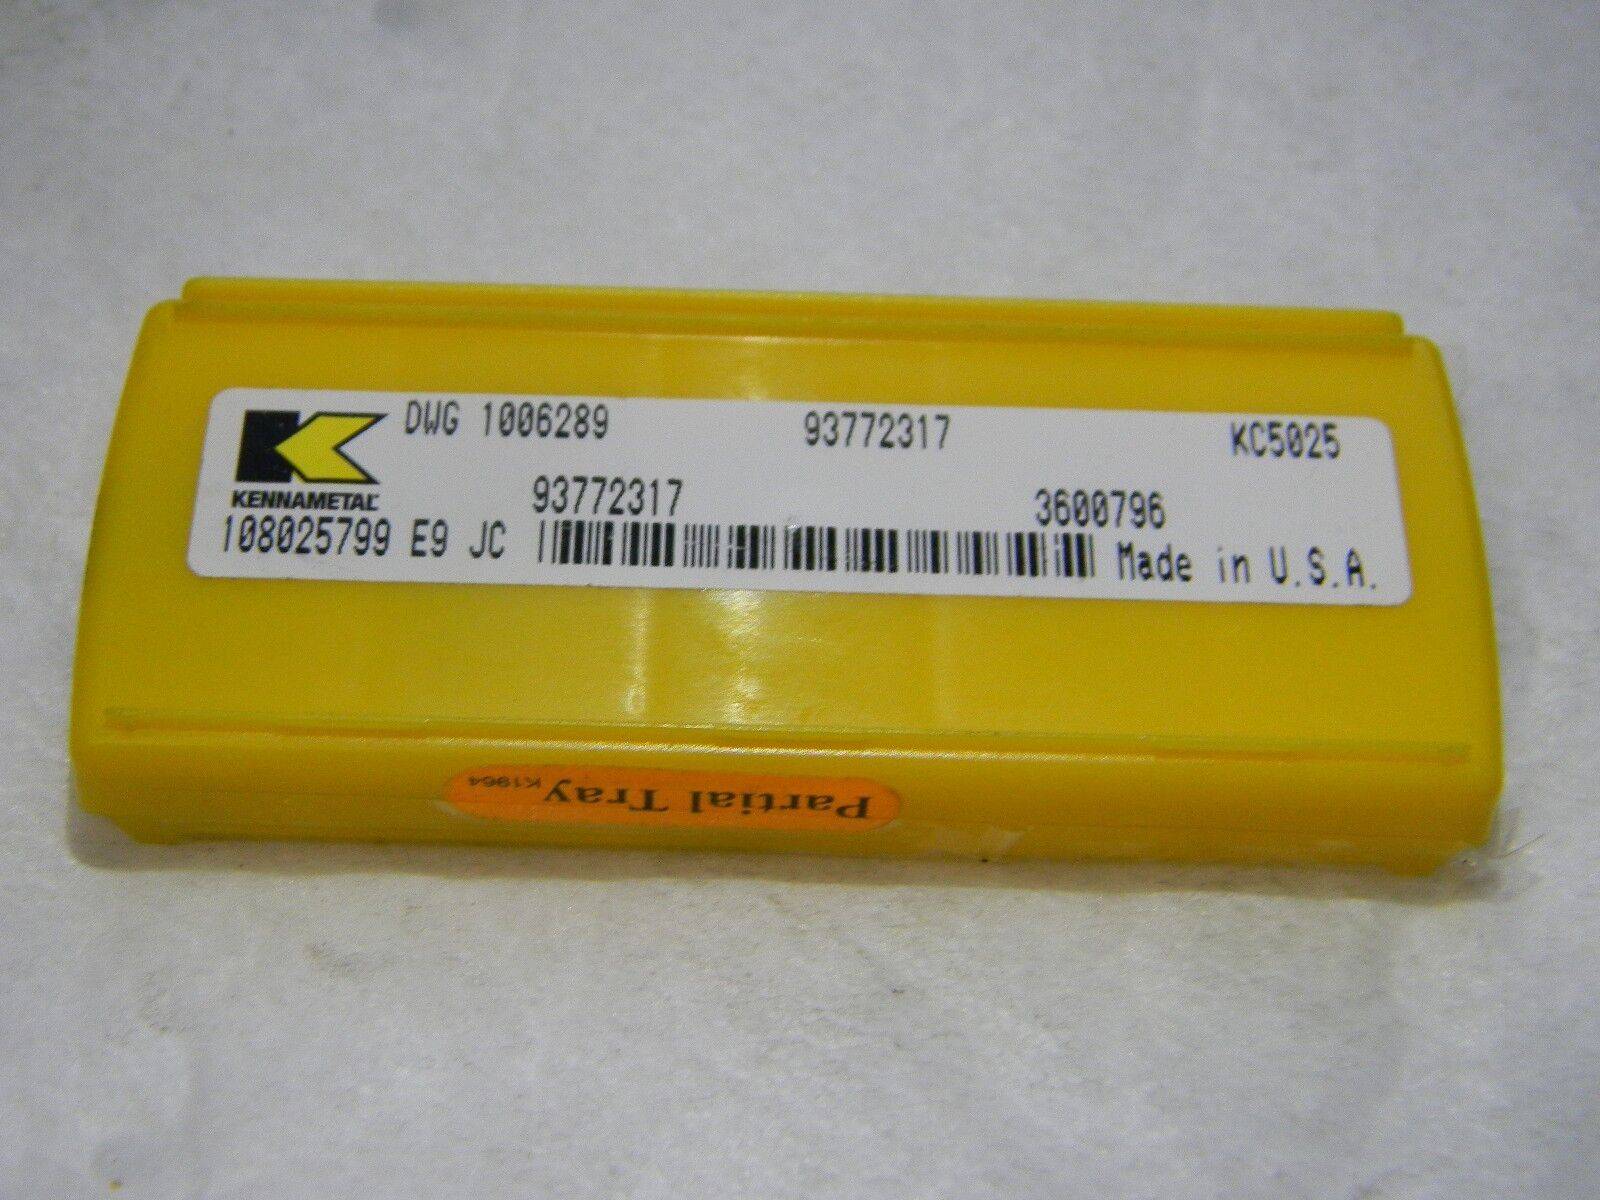 DWG 1006289 93772317 KC5025
KENNAMETAL
93772317 3600796
108025799 E9 JC Made in U.S.A.
Partial Tray K1964